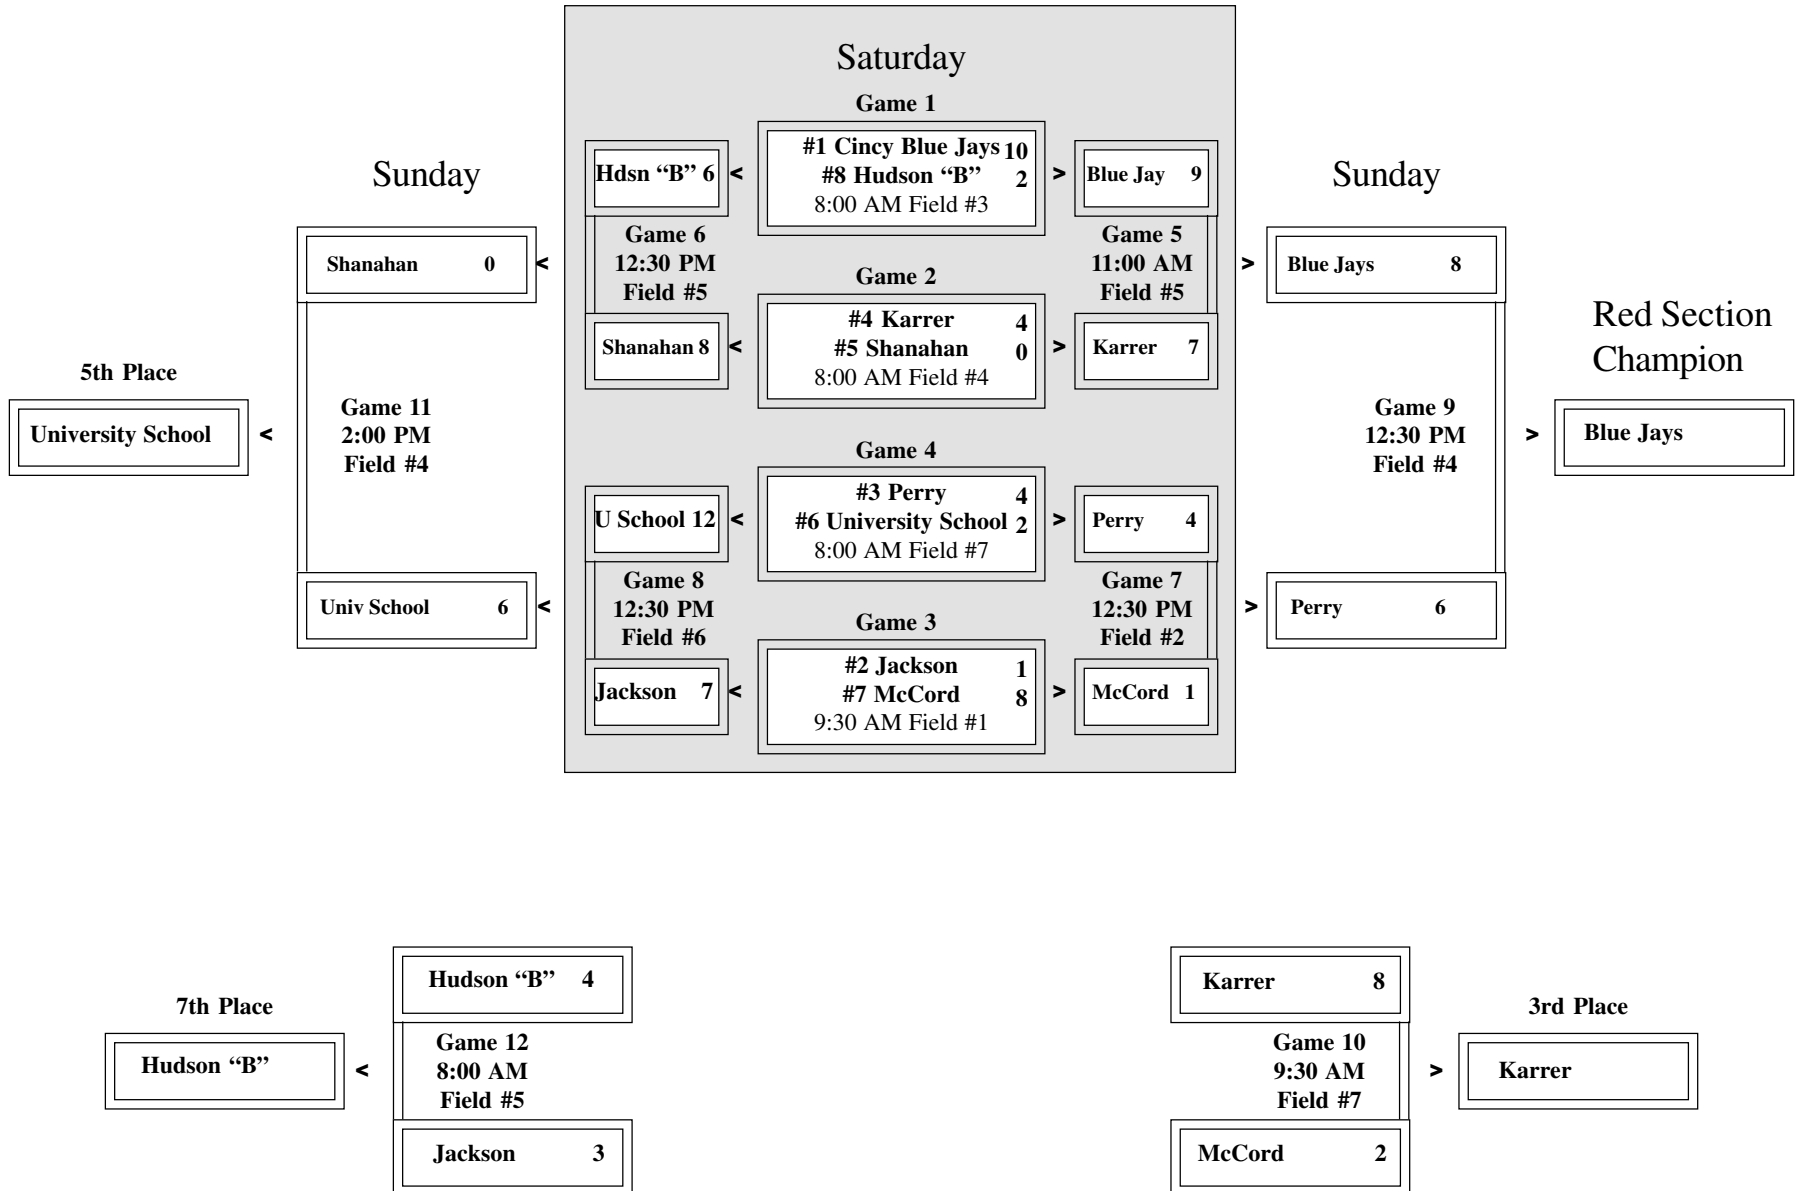 Saturday
Game 1
#1 Cincy Blue Jays 10
#8 Hudson “B” 2
8:00 AM Field #3
Hdsn “B” 6
<
>
Blue Jay 9
Game 6
12:30 PM
Field #5
Game 5
11:00 AM
Field #5
Game 2
#4 Karrer 4
#5 Shanahan 0
8:00 AM Field #4
Shanahan 8
<
>
Karrer 7
Game 4
#3 Perry 4
#6 University School 2
8:00 AM Field #7
U School 12
<
>
Perry 4
Game 8
12:30 PM
Field #6
Game 7
12:30 PM
Field #2
Game 3
#2 Jackson 1
#7 McCord 8
9:30 AM Field #1
Jackson 7
<
>
McCord 1
Sunday
Shanahan 0
<
Game 11
2:00 PM
Field #4
Univ School 6
<
5th Place
University School
<
Sunday
>
Blue Jays 8
Game 9
12:30 PM
Field #4
>
Perry 6
Red Section
Champion
>
Blue Jays
7th Place
Hudson “B”
<
Hudson “B” 4
Game 12
8:00 AM
Field #5
Jackson 3
Karrer 8
Game 10
9:30 AM
Field #7
McCord 2
3rd Place
>
Karrer